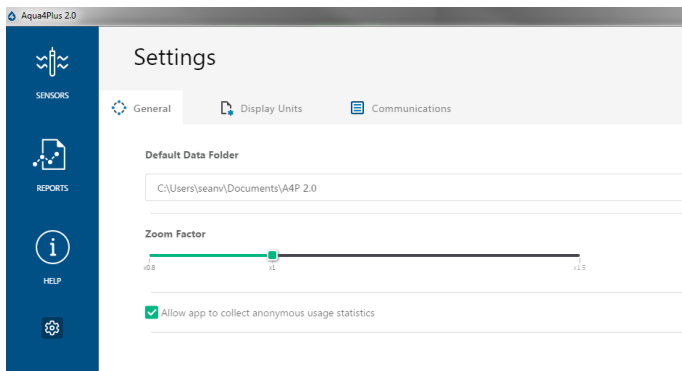 Aqua4Plus 2.0
SENSORS
REPORTS
HELP
Settings
General Display Units Communications
Default Data Folder
C:\Users\seanv\Documents\A4P 2.0
Zoom Factor
x0.8 x1 x1.5
Allow app to collect anonymous usage statistics